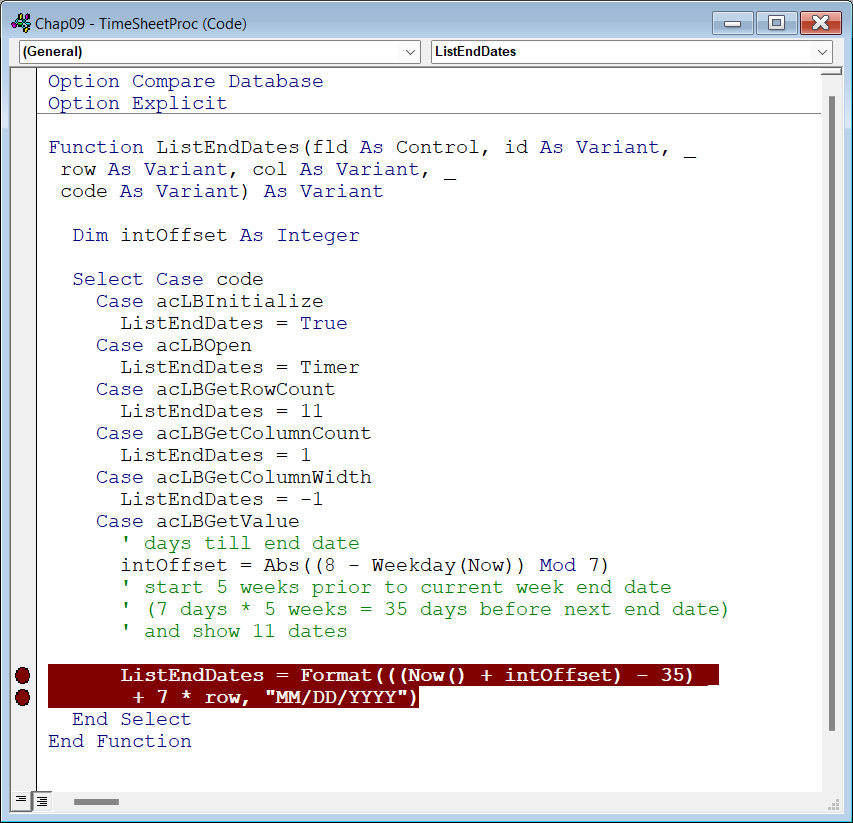 Chap09 - TimeSheetProc (Code)
(General) ListEndDates
Option Compare Database
Option Explicit
Function ListEndDates(fld As Control, id As Variant, _
row As Variant, col As Variant, _
code As Variant) As Variant
Dim intOffset As Integer
Select Case code
Case acLBInitialize
ListEndDates = True
Case acLBOpen
ListEndDates = Timer
Case acLBGetRowCount
ListEndDates = 11
Case acLBGetColumnCount
ListEndDates = 1
Case acLBGetColumnWidth
ListEndDates = -1
Case acLBGetValue
' days till end date
intOffset = Abs((8 - Weekday(Now)) Mod 7)
' start 5 weeks prior to current week end date
' (7 days * 5 weeks = 35 days before next end date)
' and show 11 dates
ListEndDates = Format(((Now() + intOffset) - 35) _
+ 7 * row, "MM/DD/YYYY")
End Select
End Function